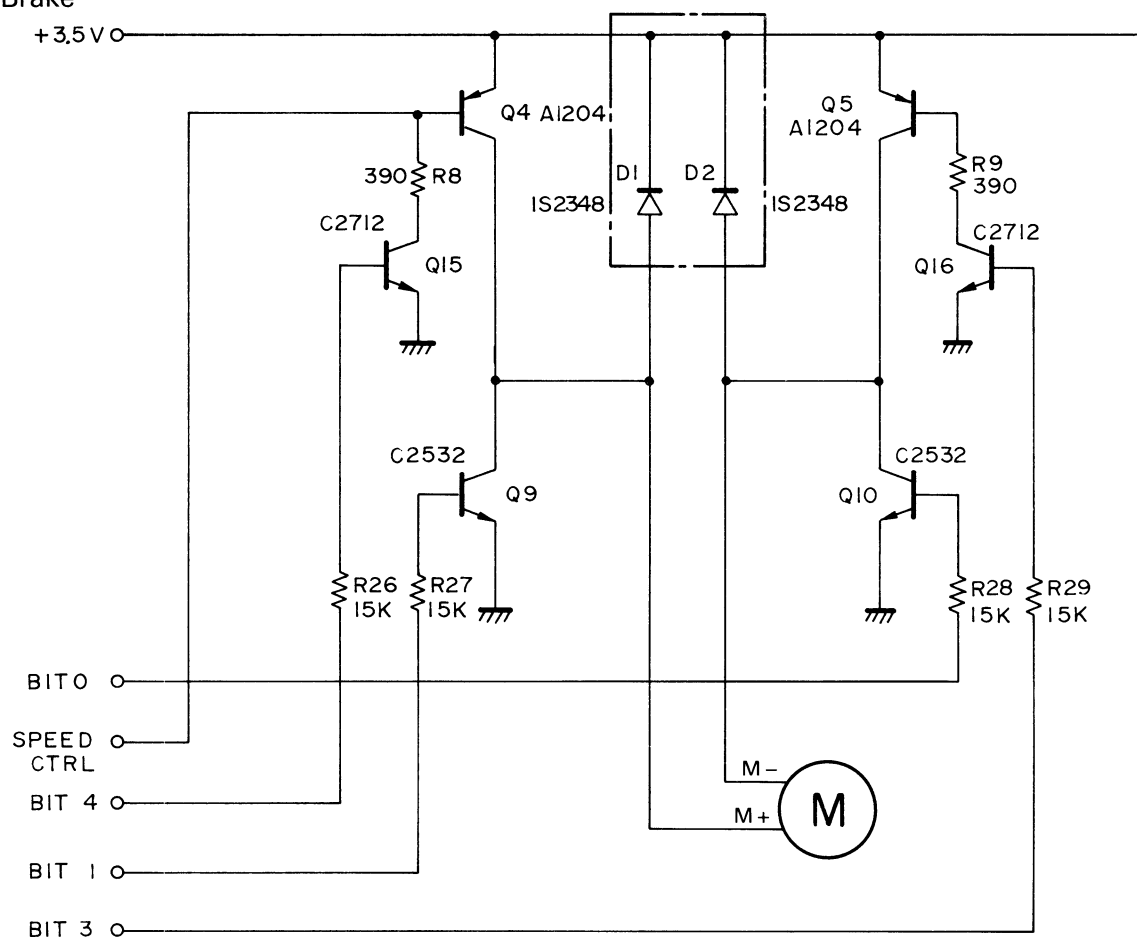 Brake
+3.5V
Q4 A1204
Q5
A1204
390 R8
D1 D2
R9
390
1S2348
1S2348
C2712
C2712
Q15
Q16
C2532
C2532
Q9
Q10
R26
15K
R27
15K
R28
15K
R29
15K
BIT0
SPEED
CTRL
M-
M+
M
BIT 4
BIT 1
BIT 3